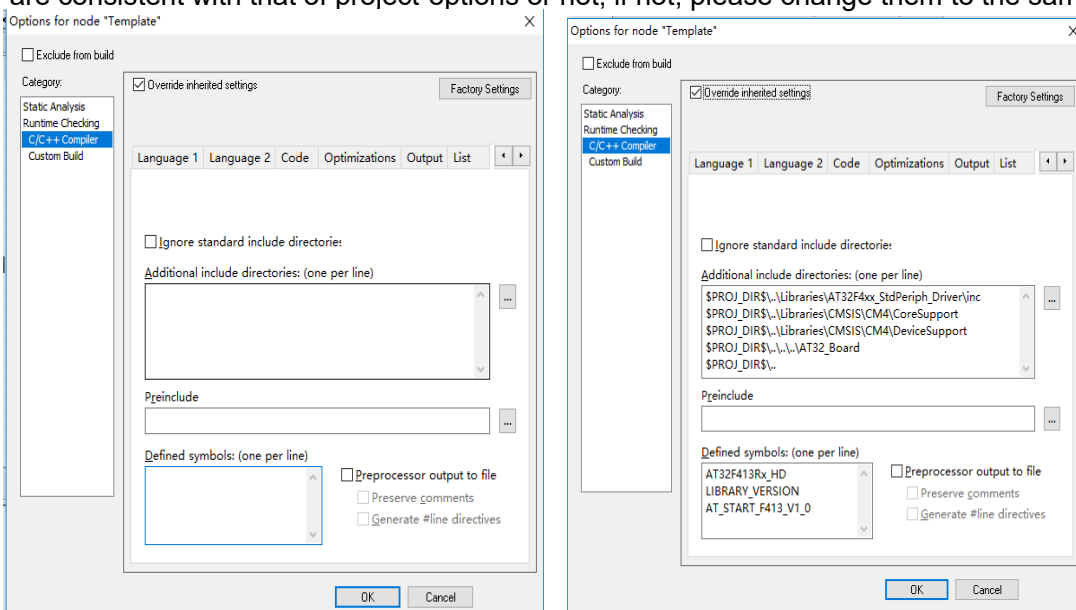 are consistent with that of project options or not, if not, please change them to the sam
Options for node "Template"
Exclude from build
Category:
Static Analysis
Runtime Checking
C/C++ Compiler
Custom Build
Override inherited settings
Factory Settings
Language 1 Language 2 Code Optimizations Output List
Ignore standard include directories
Additional include directories: (one per line)
...
Preinclude
...
Defined symbols: (one per line)
Preprocessor output to file
Preserve comments
Generate #line directives
OK Cancel
Options for node "Template"
Exclude from build
Category:
Static Analysis
Runtime Checking
C/C++ Compiler
Custom Build
Override inherited settings
Factory Settings
Language 1 Language 2 Code Optimizations Output List
Ignore standard include directories
Additional include directories: (one per line)
$PROJ_DIR$\..\Libraries\AT32F4xx_StdPeriph_Driver\inc
$PROJ_DIR$\..\Libraries\CMSIS\CM4\CoreSupport
$PROJ_DIR$\..\Libraries\CMSIS\CM4\DeviceSupport
$PROJ_DIR$\..\..\..\AT32_Board
$PROJ_DIR$\..
...
Preinclude
...
Defined symbols: (one per line)
AT32F413Rx_HD
LIBRARY_VERSION
AT_START_F413_V1_0
Preprocessor output to file
Preserve comments
Generate #line directives
OK Cancel